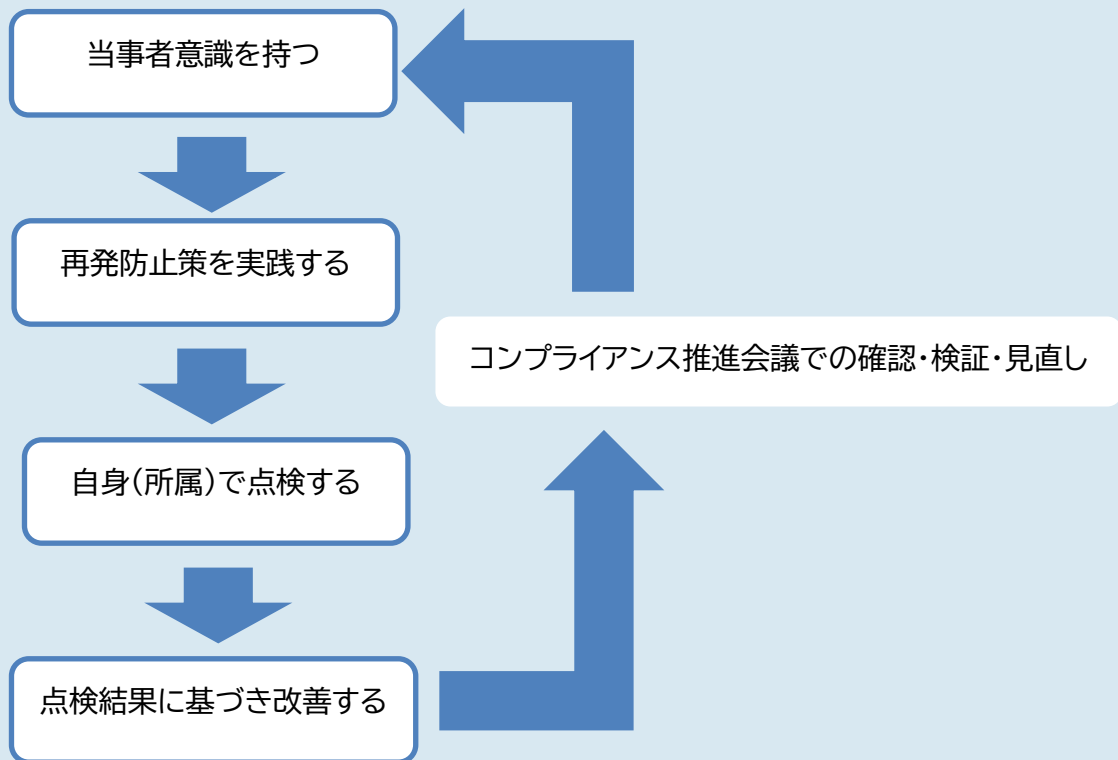 当事者意識を持つ
再発防止策を実践する
コンプライアンス推進会議での確認・検証・見直し
自身(所属)で点検する
点検結果に基づき改善する